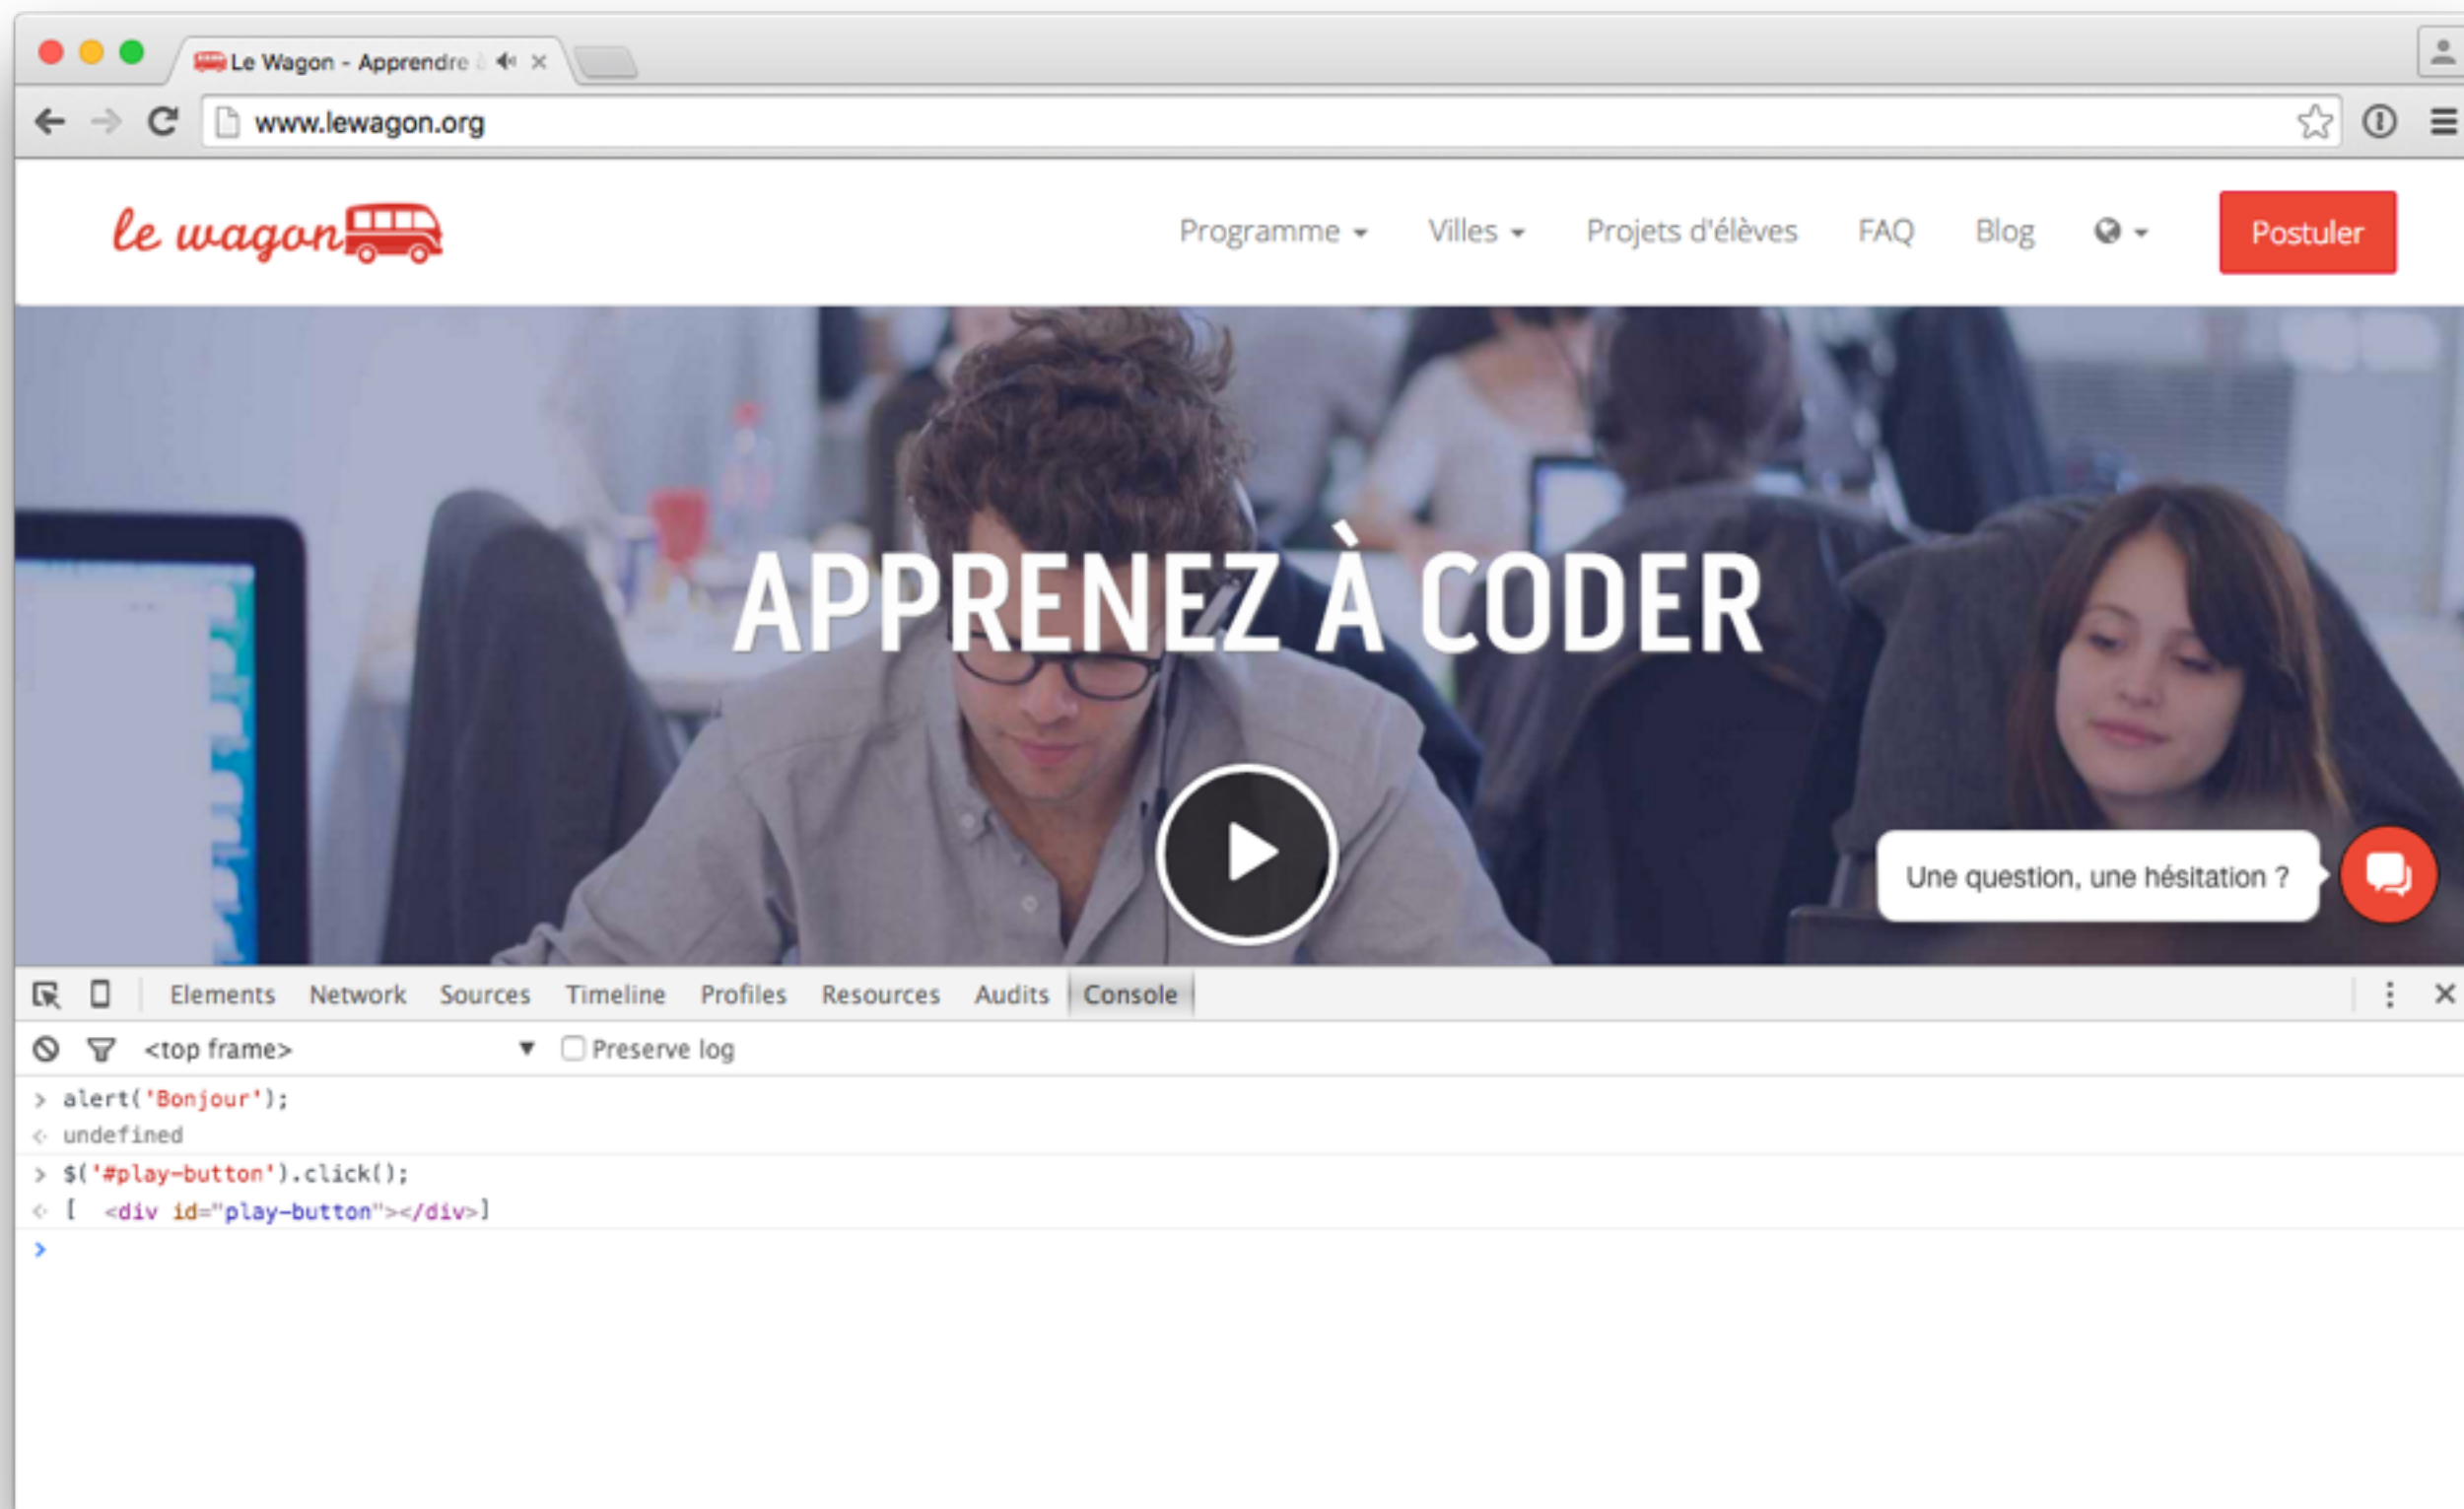 Le Wagon - Apprendre à
www.lewagon.org
le wagon
Programme Villes Projets d'élèves FAQ Blog Postuler
APPRENEZ À CODER
Une question, une hésitation ?
Elements Network Sources Timeline Profiles Resources Audits Console
<top frame> Preserve log
> alert('Bonjour');
undefined
> $('#play-button').click();
[ <div id="play-button"></div>]
>